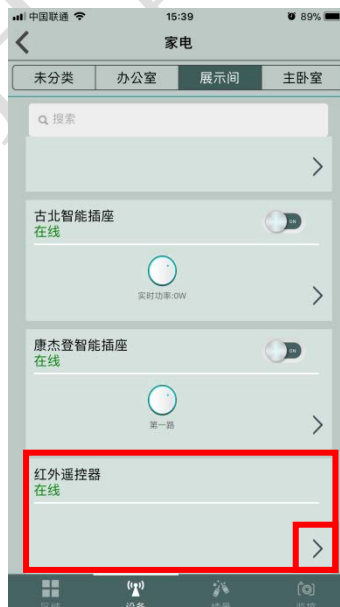 中国联通 15:39 89%
家电
未分类 办公室 展示间 主卧室
搜索
古北智能插座 ON
在线
实时功率:0W
康杰登智能插座 ON
在线
第一路
红外遥控器
在线
设备